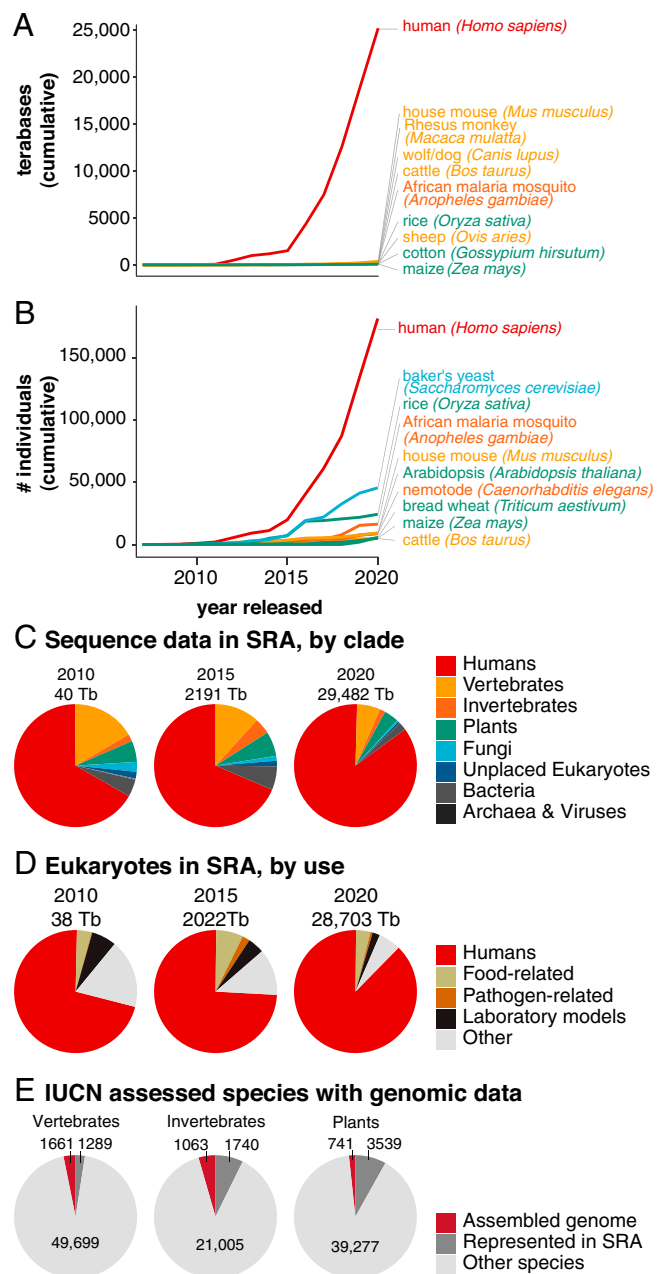 A
terabases
(cumulative)
25,000
20,000
15,000
10,000
5000
0
human (Homo sapiens)
house mouse (Mus musculus)
Rhesus monkey
(Macaca mulatta)
wolf/dog (Canis lupus)
cattle (Bos taurus)
African malaria mosquito
(Anopheles gambiae)
rice (Oryza sativa)
sheep (Ovis aries)
cotton (Gossypium hirsutum)
maize (Zea mays)
B
# individuals
(cumulative)
150,000
100,000
50,000
0
human (Homo sapiens)
baker's yeast
(Saccharomyces cerevisiae)
rice (Oryza sativa)
African malaria mosquito
(Anopheles gambiae)
house mouse (Mus musculus)
Arabidopsis (Arabidopsis thaliana)
nemotode (Caenorhabditis elegans)
bread wheat (Triticum aestivum)
maize (Zea mays)
cattle (Bos taurus)
2010 2015 2020
year released
C Sequence data in SRA, by clade
2010
40 Tb
2015
2191 Tb
2020
29,482 Tb
Humans
Vertebrates
Invertebrates
Plants
Fungi
Unplaced Eukaryotes
Bacteria
Archaea & Viruses
D Eukaryotes in SRA, by use
2010
38 Tb
2015
2022Tb
2020
28,703 Tb
Humans
Food-related
Pathogen-related
Laboratory models
Other
E IUCN assessed species with genomic data
Vertebrates
1661 1289
49,699
Invertebrates
1063 1740
21,005
Plants
741 3539
39,277
Assembled genome
Represented in SRA
Other species